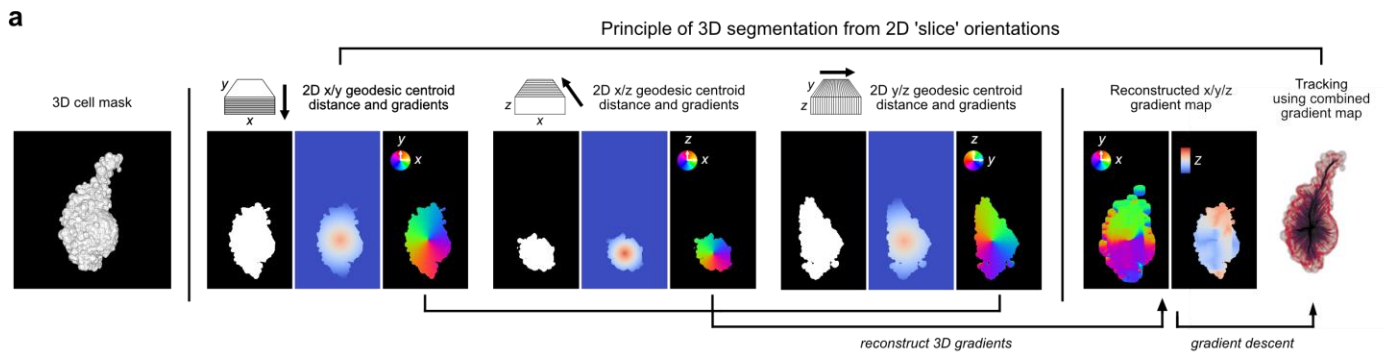 a
Principle of 3D segmentation from 2D 'slice' orientations
3D cell mask
y
x
2D x/y geodesic centroid
distance and gradients
z
x
2D x/z geodesic centroid
distance and gradients
y
z
2D y/z geodesic centroid
distance and gradients
Reconstructed x/y/z
gradient map
Tracking
using combined
gradient map
y
x
z
x
z
y
y
x
z
reconstruct 3D gradients
gradient descent